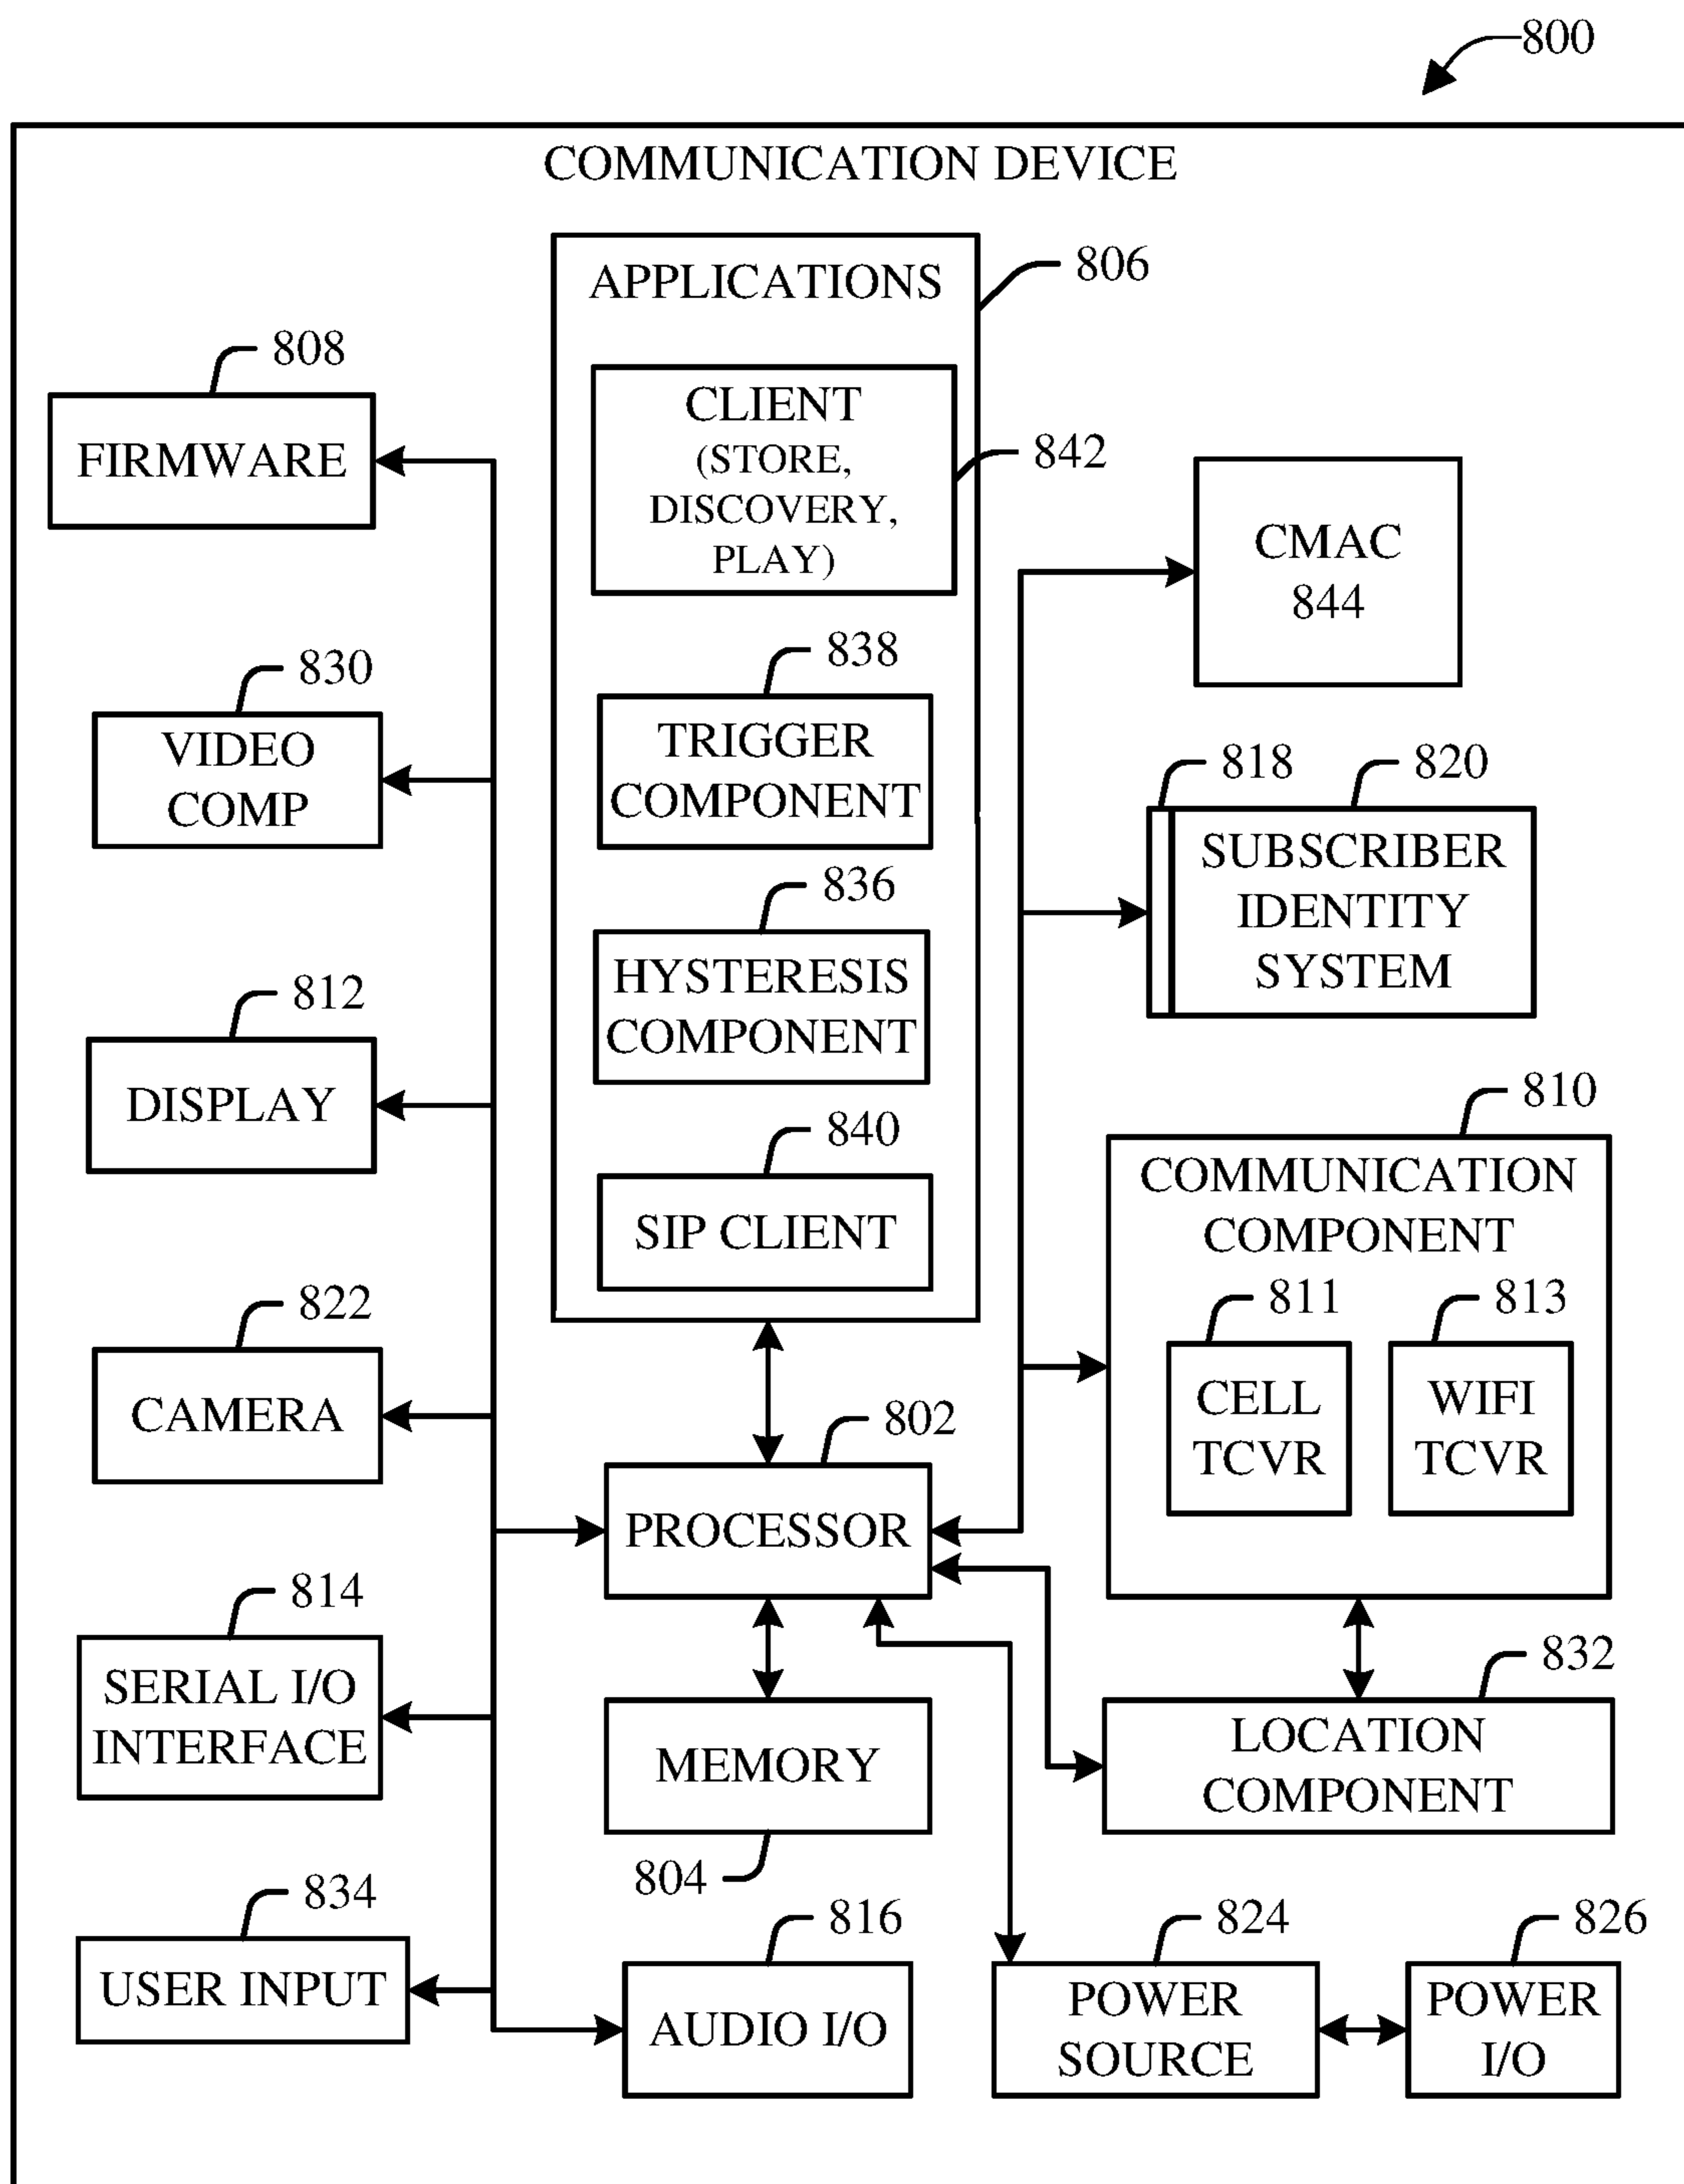 800
COMMUNICATION DEVICE
APPLICATIONS
806
CLIENT
(STORE,
DISCOVERY,
PLAY)
842
838
TRIGGER
COMPONENT
836
HYSTERESIS
COMPONENT
840
SIP CLIENT
808
FIRMWARE
830
VIDEO
COMP
812
DISPLAY
822
CAMERA
814
SERIAL I/O
INTERFACE
834
USER INPUT
802
PROCESSOR
MEMORY
804
816
AUDIO I/O
CMAC
844
818
820
SUBSCRIBER
IDENTITY
SYSTEM
810
COMMUNICATION
COMPONENT
811
CELL
TCVR
813
WIFI
TCVR
832
LOCATION
COMPONENT
824
POWER
SOURCE
826
POWER
I/O